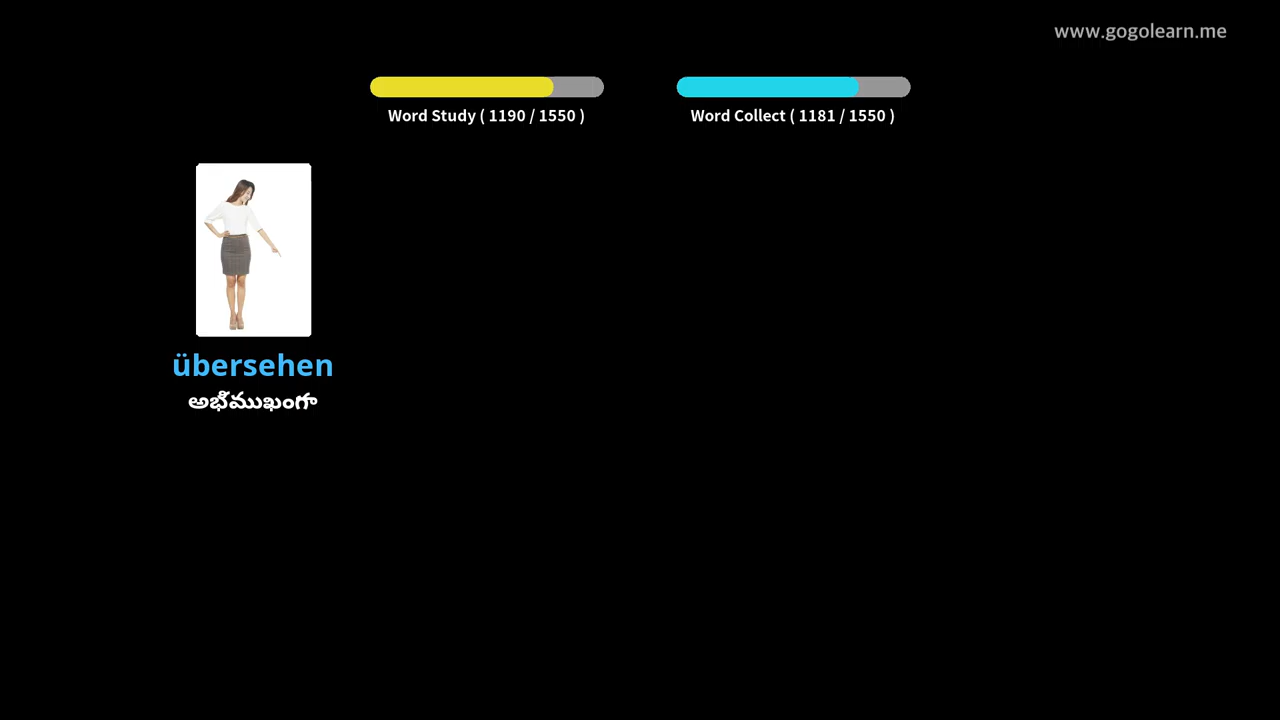 www.gogolearn.me
Word Study ( 1190 / 1550 )
Word Collect ( 1181 / 1550 )
übersehen
అభిముఖంగా